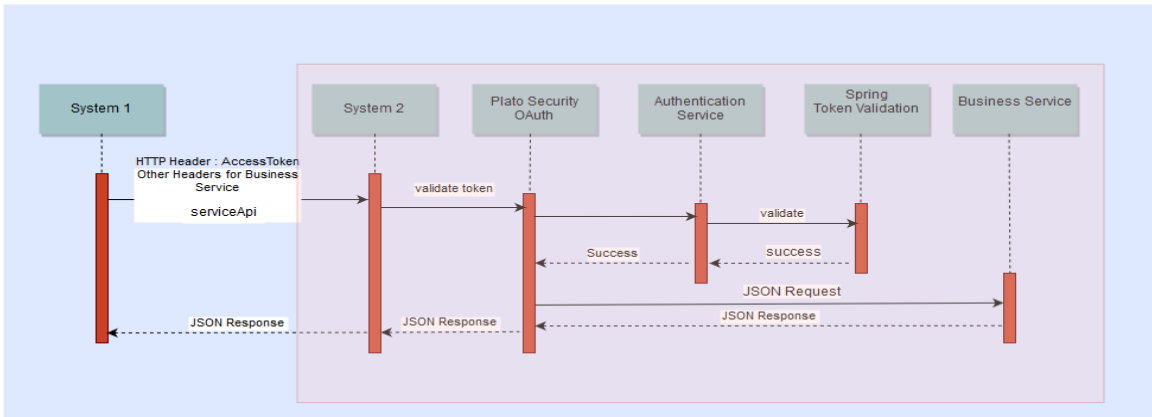 System 1
System 2
Plato Security
OAuth
Authentication
Service
Spring
Token Validation
Business Service
HTTP Header : AccessToken
Other Headers for Business
Service
serviceApi
validate token
validate
Success
success
JSON Request
JSON Response
JSON Response
JSON Response